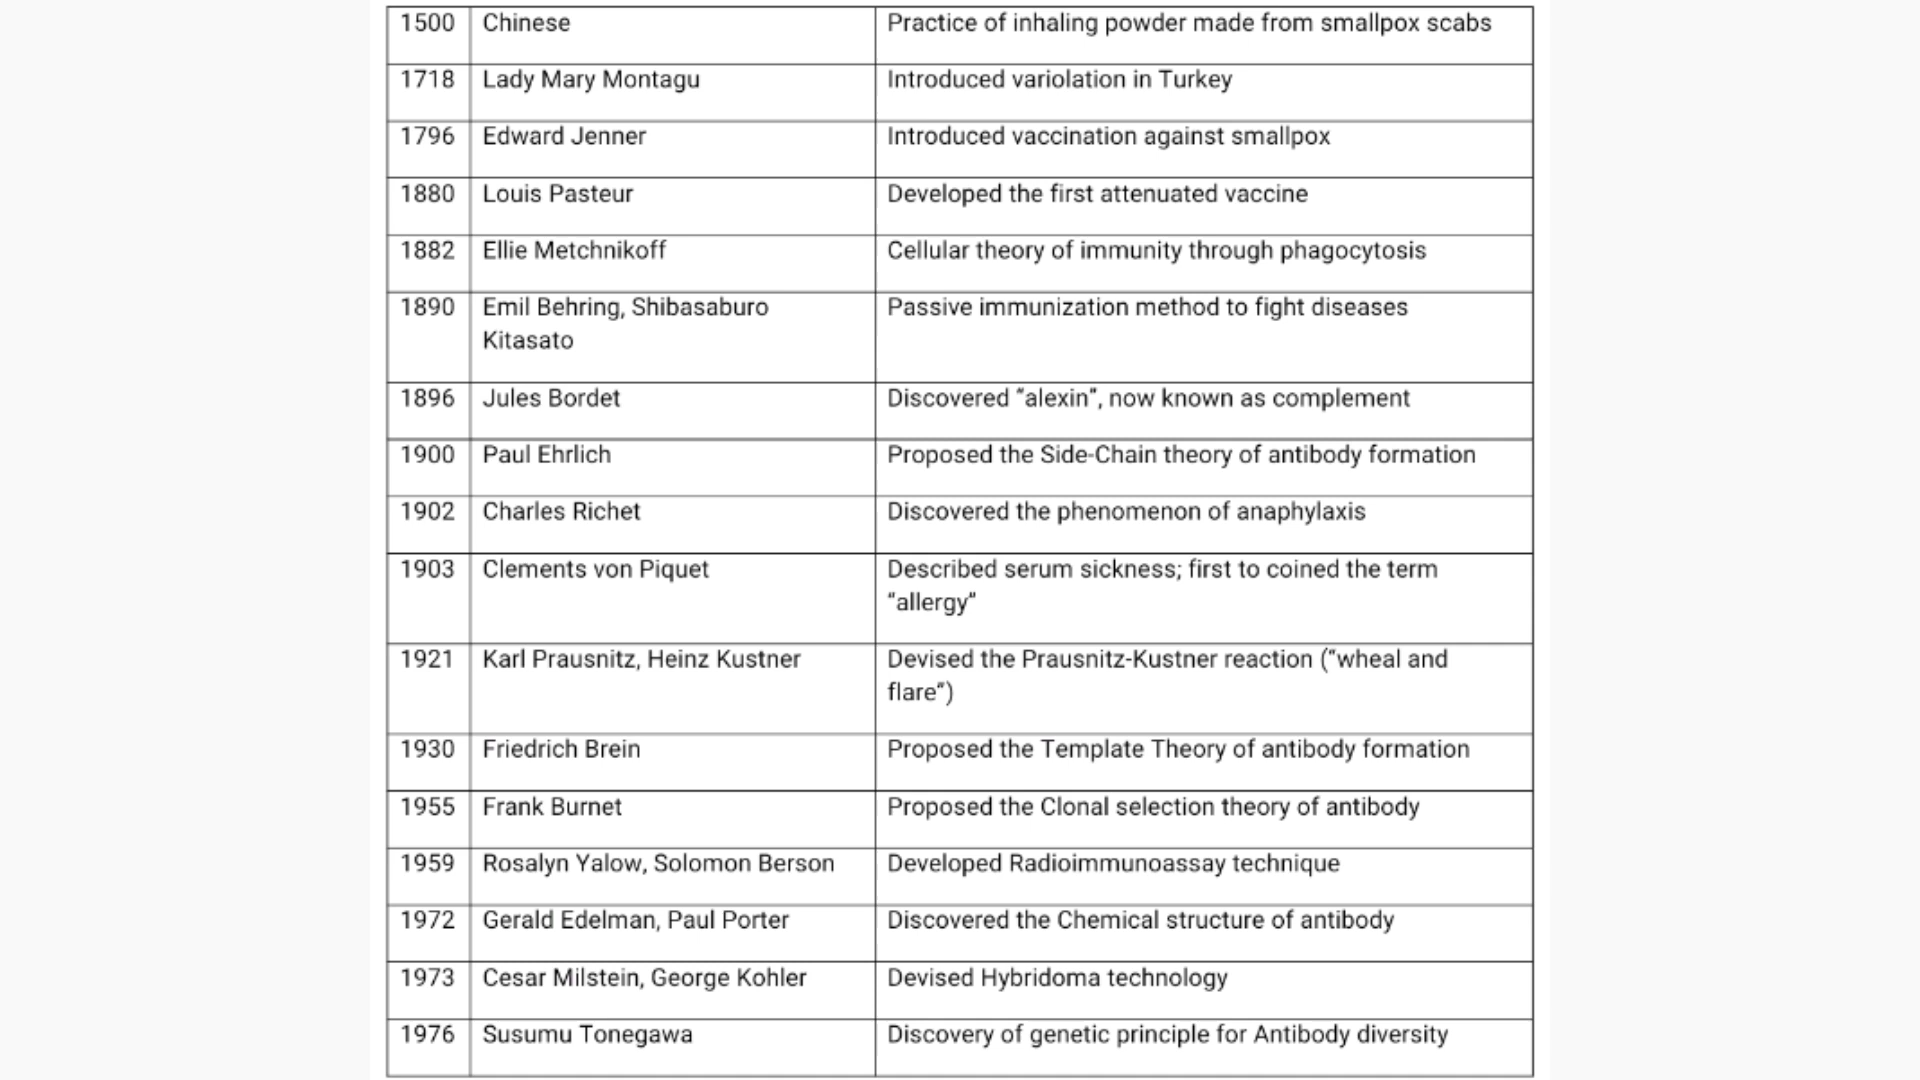 1500 Chinese Practice of inhaling powder made from smallpox scabs
1718 Lady Mary Montagu Introduced variolation in Turkey
1796 Edward Jenner Introduced vaccination against smallpox
1880 Louis Pasteur Developed the first attenuated vaccine
1882 Ellie Metchnikoff Cellular theory of immunity through phagocytosis
1890 Emil Behring, Shibasaburo Passive immunization method to fight diseases
Kitasato
1896 Jules Bordet Discovered “alexin”, now known as complement
1900 Paul Ehrlich Proposed the Side-Chain theory of antibody formation
1902 Charles Richet Discovered the phenomenon of anaphylaxis
1903 Clements von Piquet Described serum sickness; first to coined the term
“allergy”
1921 Karl Prausnitz, Heinz Kustner Devised the Prausnitz-Kustner reaction (“wheal and
flare”)
1930 Friedrich Brein Proposed the Template Theory of antibody formation
1955 Frank Burnet Proposed the Clonal selection theory of antibody
1959 Rosalyn Yalow, Solomon Berson Developed Radioimmunoassay technique
1972 Gerald Edelman, Paul Porter Discovered the Chemical structure of antibody
1973 Cesar Milstein, George Kohler Devised Hybridoma technology
1976 Susumu Tonegawa Discovery of genetic principle for Antibody diversity